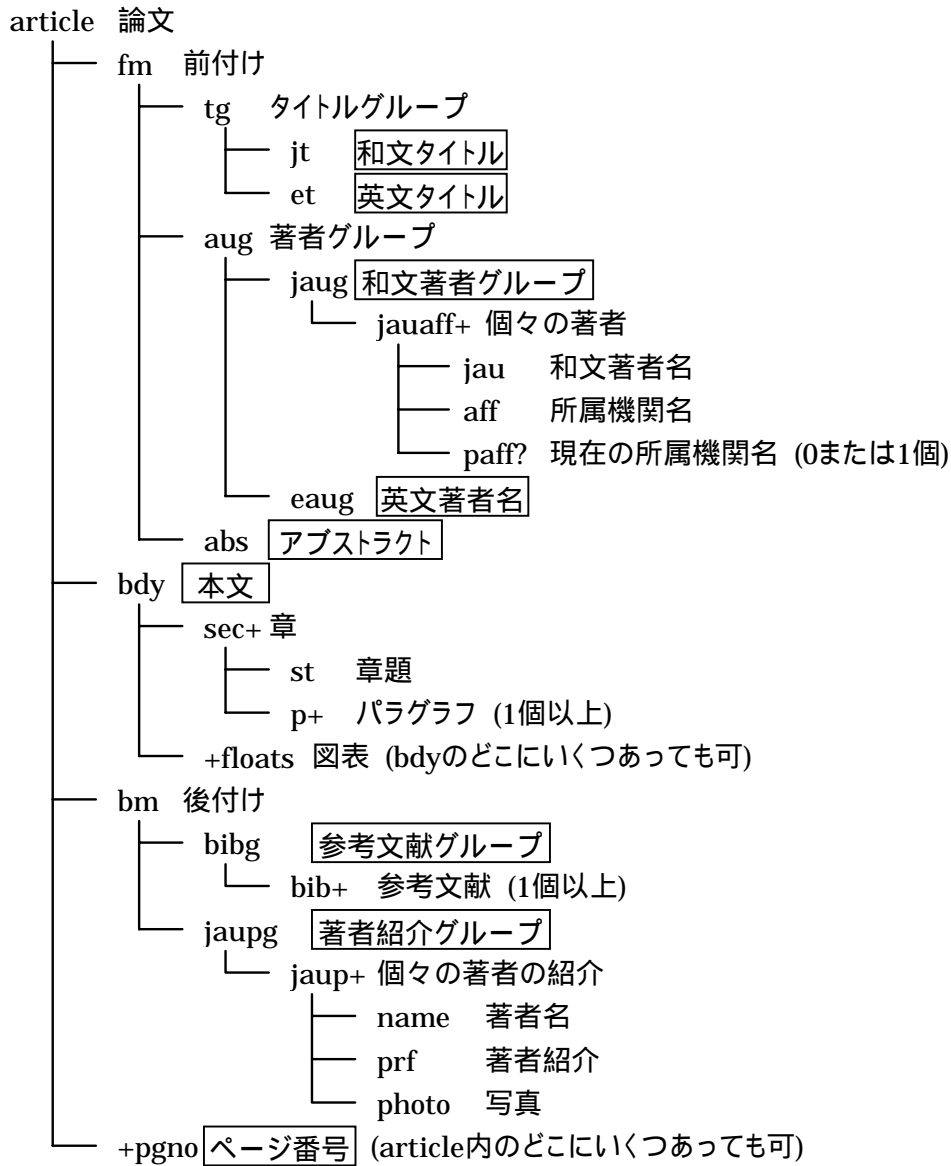 article 論文
fm 前付け
tg タイトルグループ
jt 和文タイトル
et 英文タイトル
aug 著者グループ
jaug 和文著者グループ
jauaff+ 個々の著者
jau 和文著者名
aff 所属機関名
paff? 現在の所属機関名 (0または1個)
eaug 英文著者名
abs アブストラクト
bdy 本文
sec+ 章
st 章題
p+ パラグラフ (1個以上)
+floats 図表 (bdyのどこにいくつあっても可)
bm 後付け
bibg 参考文献グループ
bib+ 参考文献 (1個以上)
jaupg 著者紹介グループ
jaup+ 個々の著者の紹介
name 著者名
prf 著者紹介
photo 写真
+pgno ページ番号 (article内のどこにいくつあっても可)